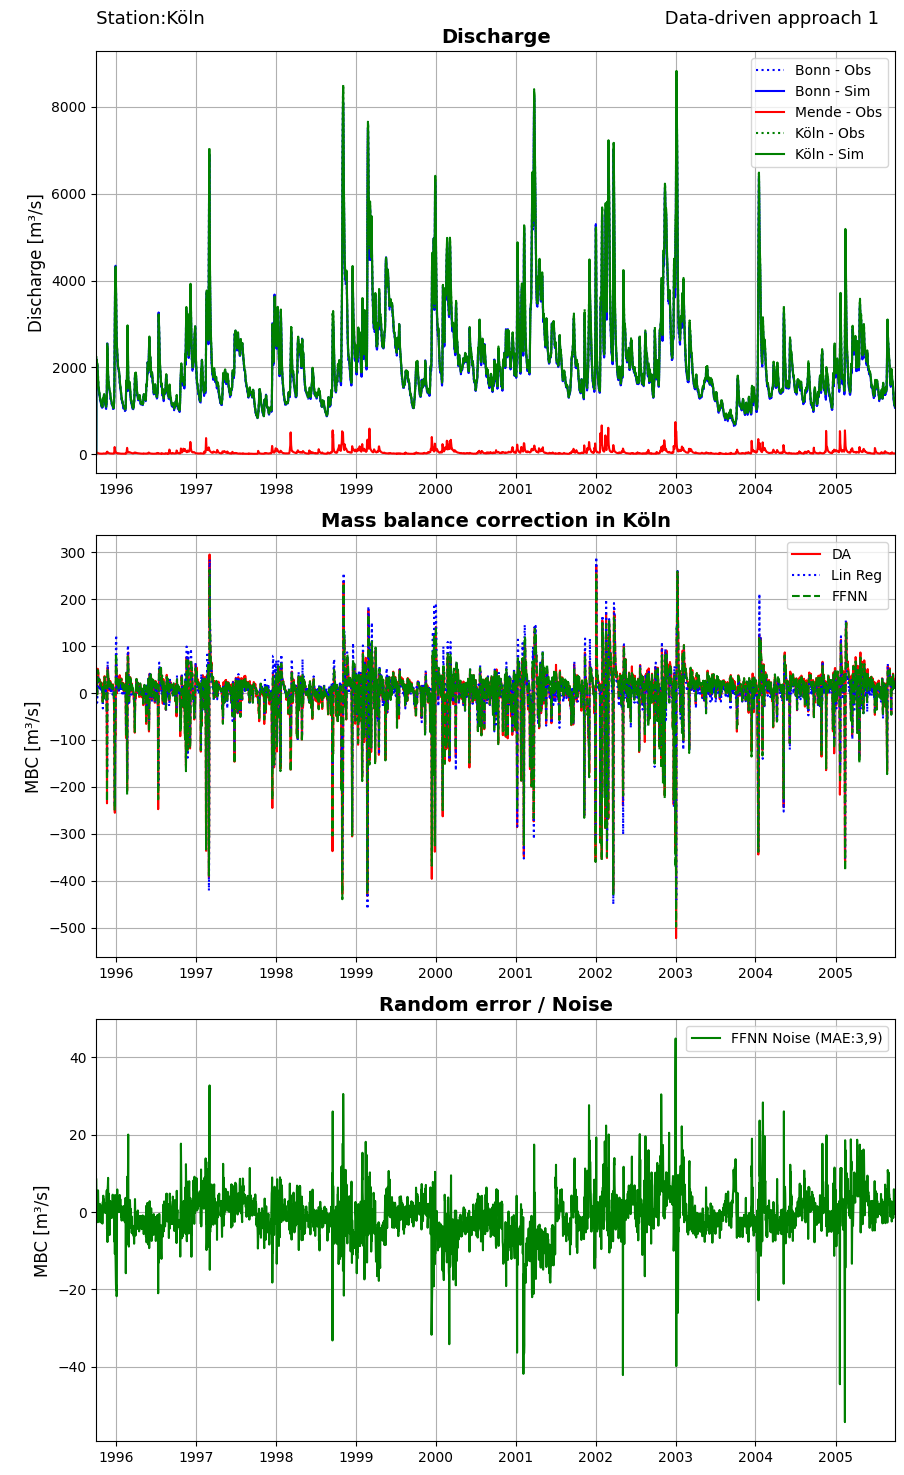 Station:Köln Data-driven approach 1
Discharge
Discharge [m³/s]
8000
6000
4000
2000
0
Bonn - Obs
Bonn - Sim
Mende - Obs
Köln - Obs
Köln - Sim
1996 1997 1998 1999 2000 2001 2002 2003 2004 2005
Mass balance correction in Köln
MBC [m³/s]
300
200
100
0
−100
−200
−300
−400
−500
DA
Lin Reg
FFNN
1996 1997 1998 1999 2000 2001 2002 2003 2004 2005
Random error / Noise
MBC [m³/s]
40
20
0
−20
−40
FFNN Noise (MAE:3,9)
1996 1997 1998 1999 2000 2001 2002 2003 2004 2005